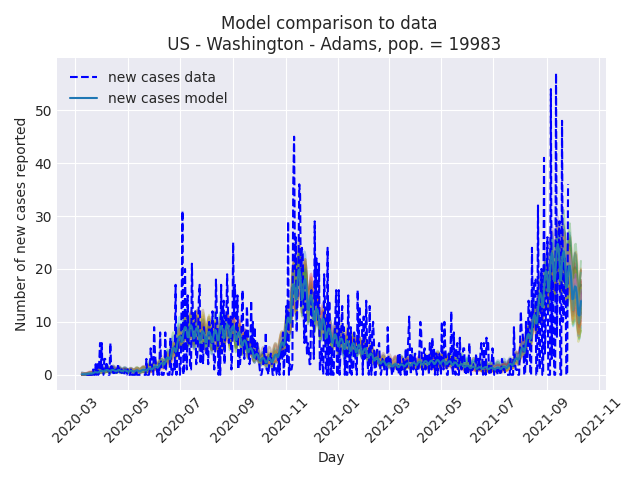 Model comparison to data
US - Washington - Adams, pop. = 19983
new cases data
new cases model
Number of new cases reported
50
40
30
20
10
0
2020-03
2020-05
2020-07
2020-09
2020-11
2021-01
2021-03
2021-05
2021-07
2021-09
2021-11
Day